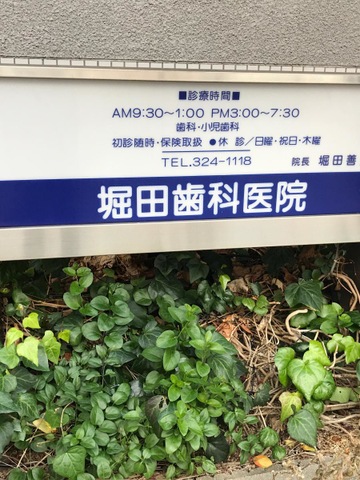 ■診療時間■
AM9:30～1:00 PM3:00～7:30
歯科・小児歯科
初診随時・保険取扱 ●休 診／日曜・祝日・木曜
TEL.324-1118 院長 堀田善
堀田歯科医院